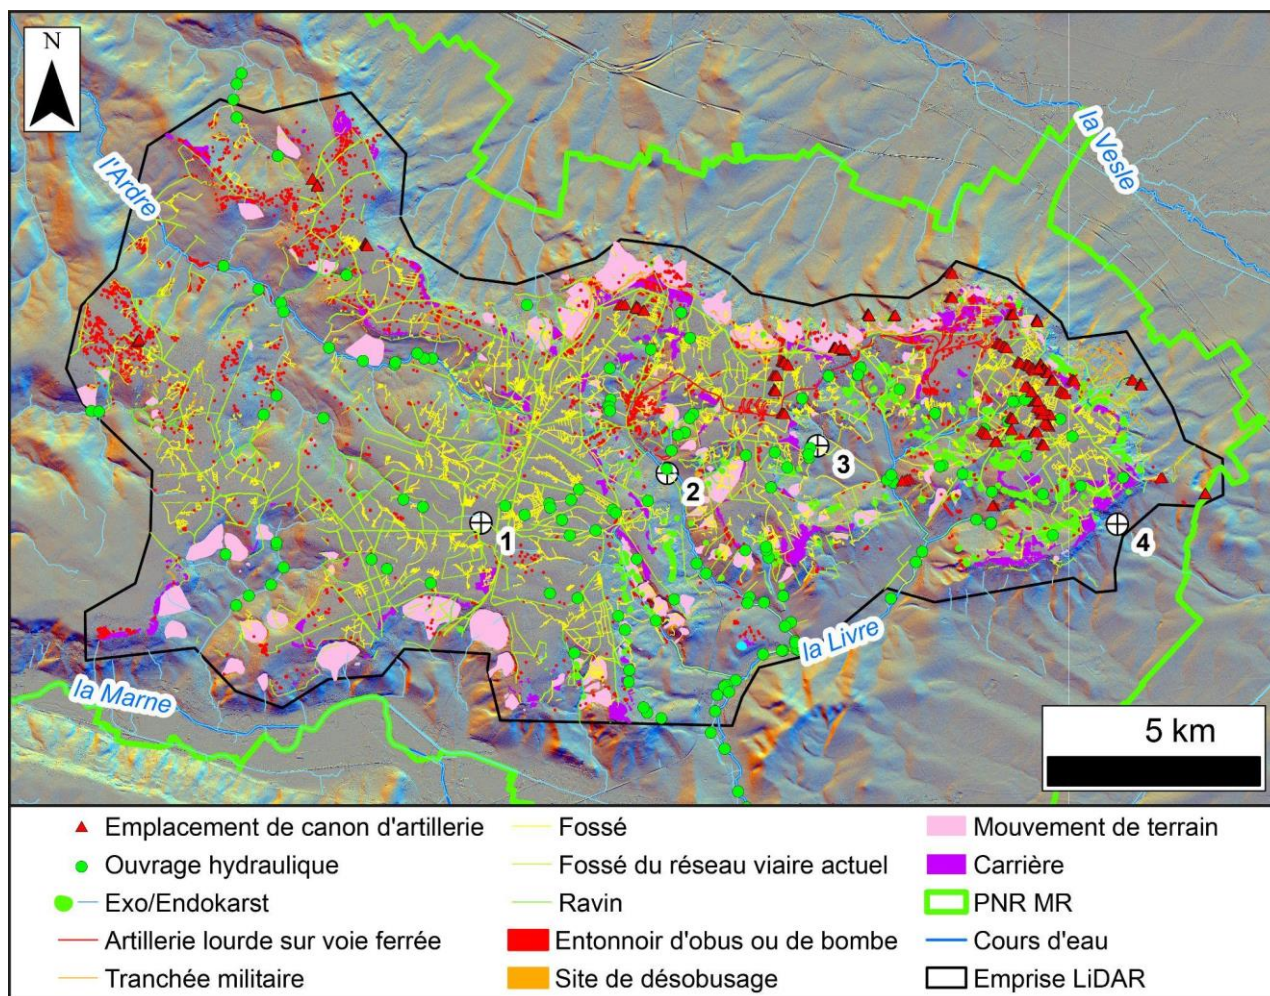 N
l'Ardre
la Vesle
1
2
3
4
la Livre
la Marne
5 km
Emplacement de canon d'artillerie
Ouvrage hydraulique
Exo/Endokarst
Artillerie lourde sur voie ferrée
Tranchée militaire
Fossé
Fossé du réseau viaire actuel
Ravin
Entonnoir d'obus ou de bombe
Site de désobusage
Mouvement de terrain
Carrière
PNR MR
Cours d'eau
Emprise LiDAR